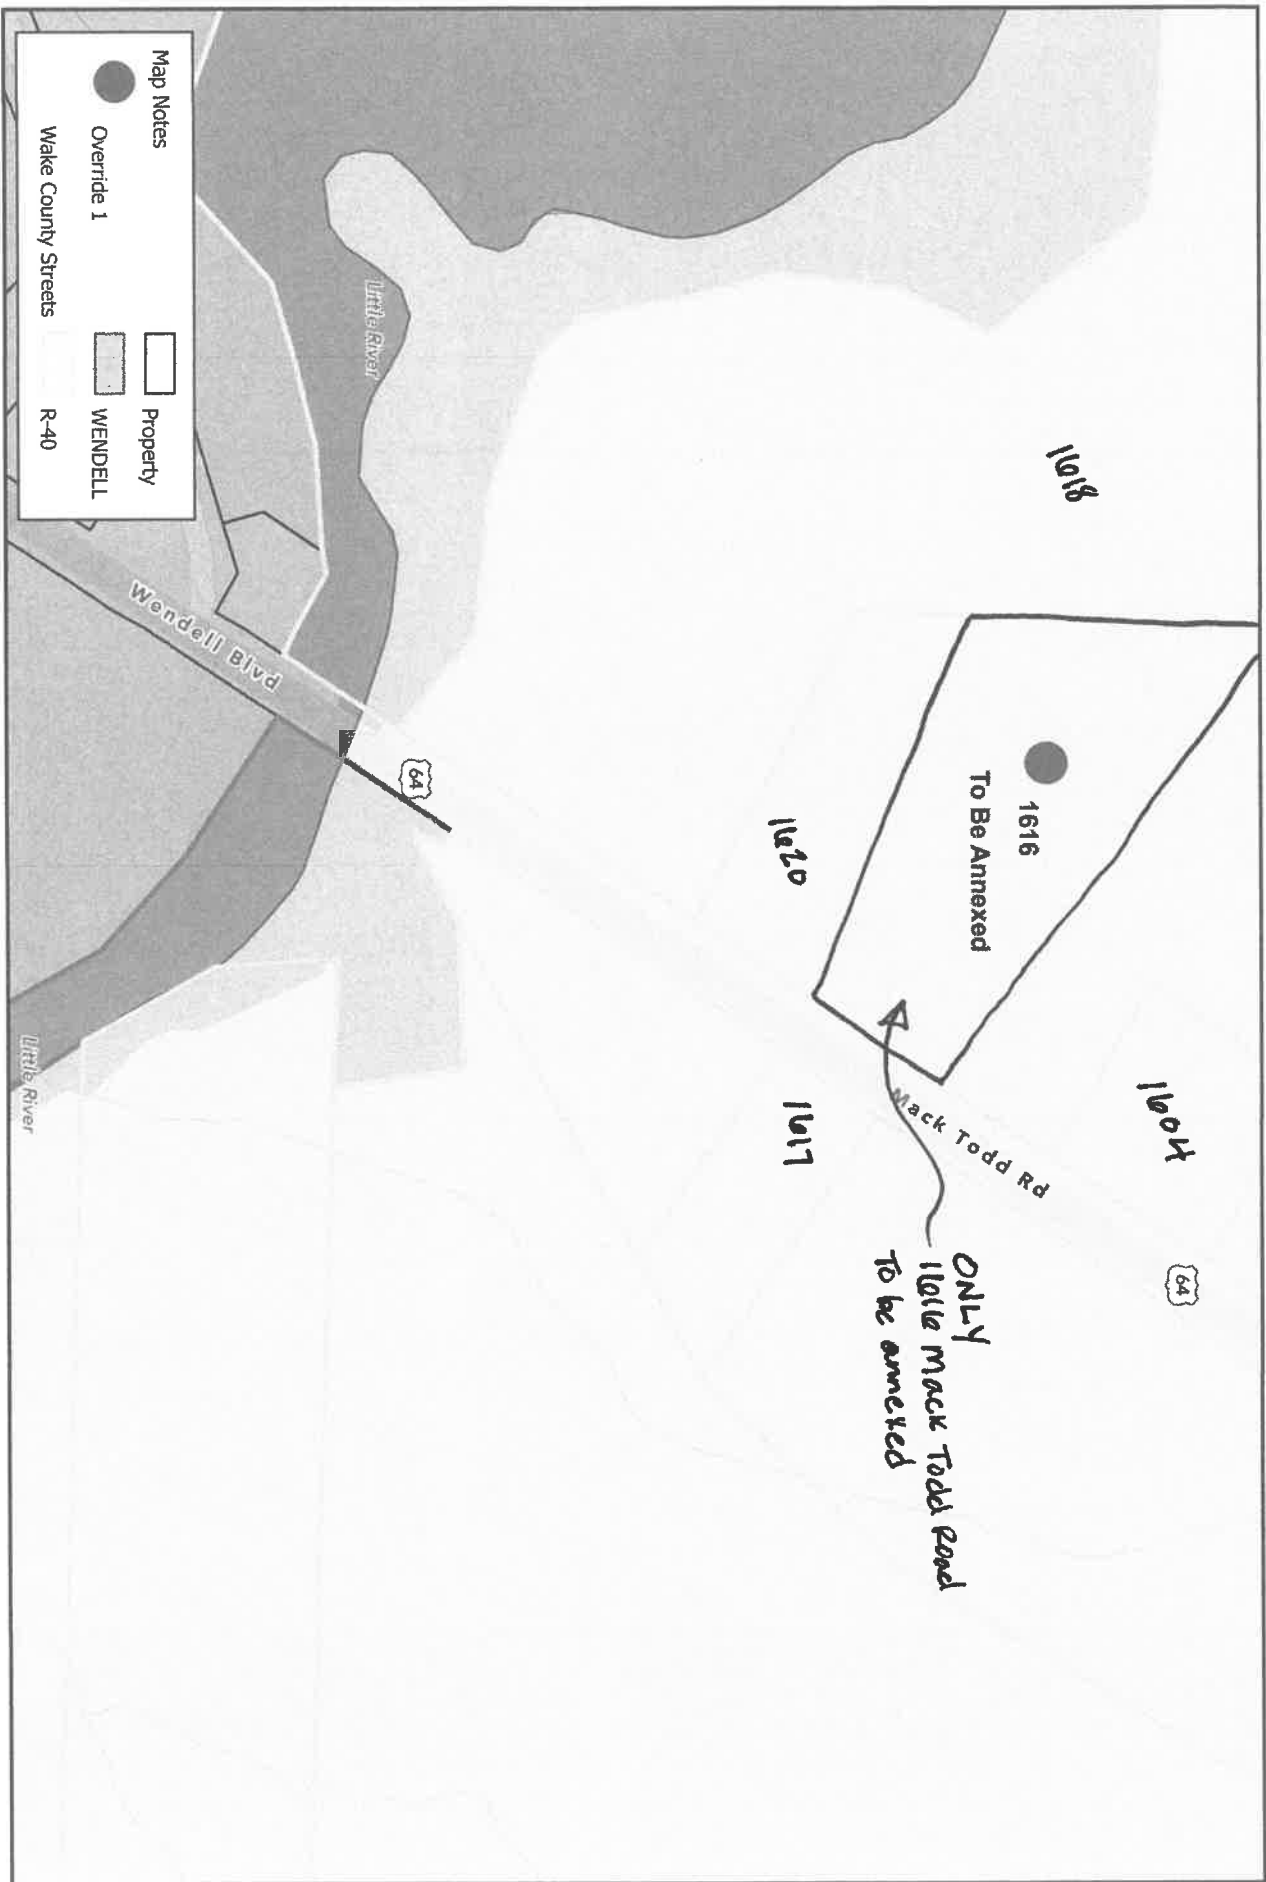 1618
1604
64
1616
To Be Annexed
Mack Todd Rd
ONLY
1616 Mack Todd Road
To be annexed
1620
1617
64
Little River
Wendell Blvd
Little River
Map Notes
Override 1
Wake County Streets
Property
WENDELL
R-40